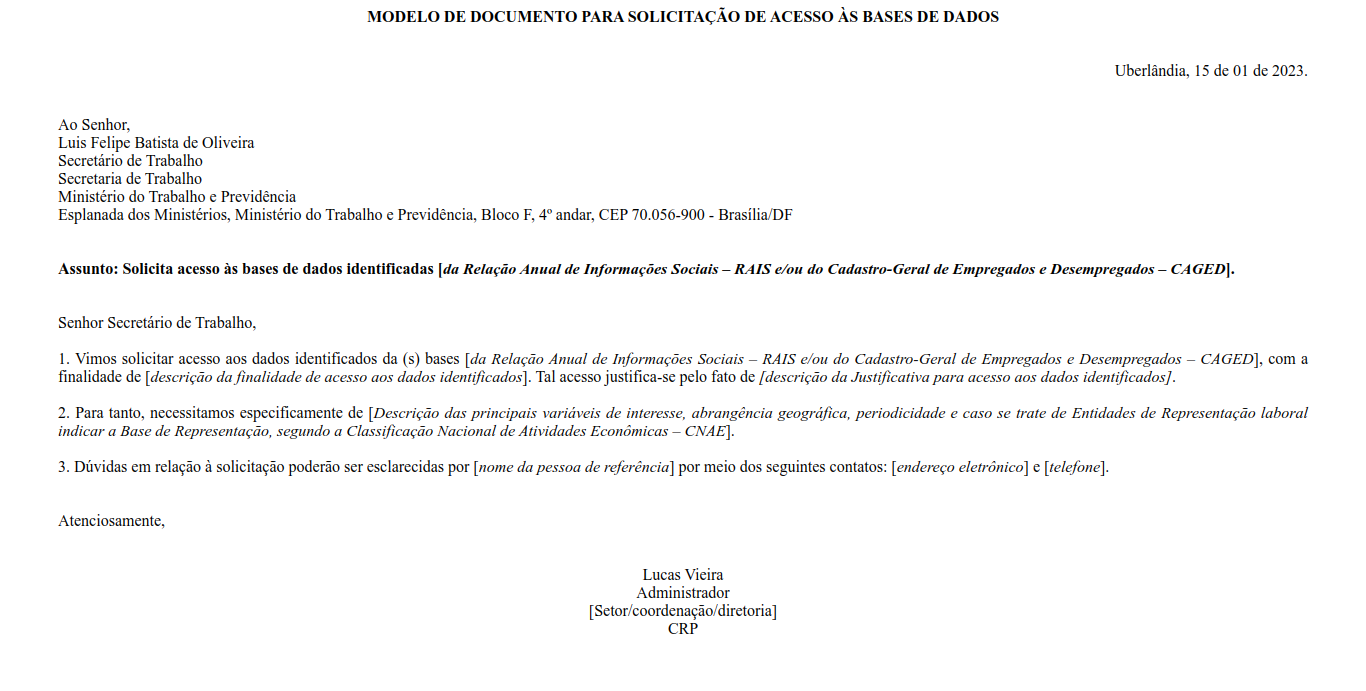 MODELO DE DOCUMENTO PARA SOLICITAÇÃO DE ACESSO ÀS BASES DE DADOS
Uberlândia, 15 de 01 de 2023.
Ao Senhor,
Luis Felipe Batista de Oliveira
Secretário de Trabalho
Secretaria de Trabalho
Ministério do Trabalho e Previdência
Esplanada dos Ministérios, Ministério do Trabalho e Previdência, Bloco F, 4º andar, CEP 70.056-900 - Brasília/DF
Assunto: Solicita acesso às bases de dados identificadas [da Relação Anual de Informações Sociais – RAIS e/ou do Cadastro-Geral de Empregados e Desempregados – CAGED].
Senhor Secretário de Trabalho,
1. Vimos solicitar acesso aos dados identificados da (s) bases [da Relação Anual de Informações Sociais – RAIS e/ou do Cadastro-Geral de Empregados e Desempregados – CAGED], com a
finalidade de [descrição da finalidade de acesso aos dados identificados]. Tal acesso justifica-se pelo fato de [descrição da Justificativa para acesso aos dados identificados].
2. Para tanto, necessitamos especificamente de [Descrição das principais variáveis de interesse, abrangência geográfica, periodicidade e caso se trate de Entidades de Representação laboral
indicar a Base de Representação, segundo a Classificação Nacional de Atividades Econômicas – CNAE].
3. Dúvidas em relação à solicitação poderão ser esclarecidas por [nome da pessoa de referência] por meio dos seguintes contatos: [endereço eletrônico] e [telefone].
Atenciosamente,
Lucas Vieira
Administrador
[Setor/coordenação/diretoria]
CRP